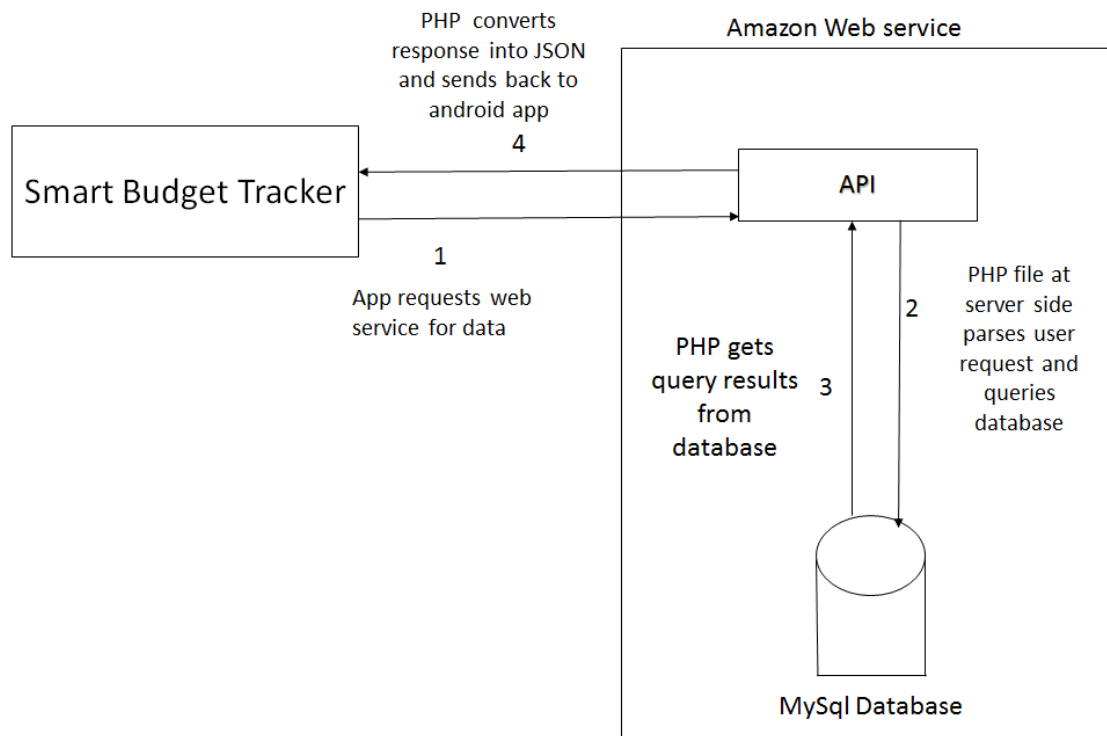 PHP converts
response into JSON
and sends back to
android app
4
Amazon Web service
Smart Budget Tracker
API
1
App requests web
service for data
2
PHP file at
server side
parses user
request and
queries
database
PHP gets
query results
from
database
3
MySql Database